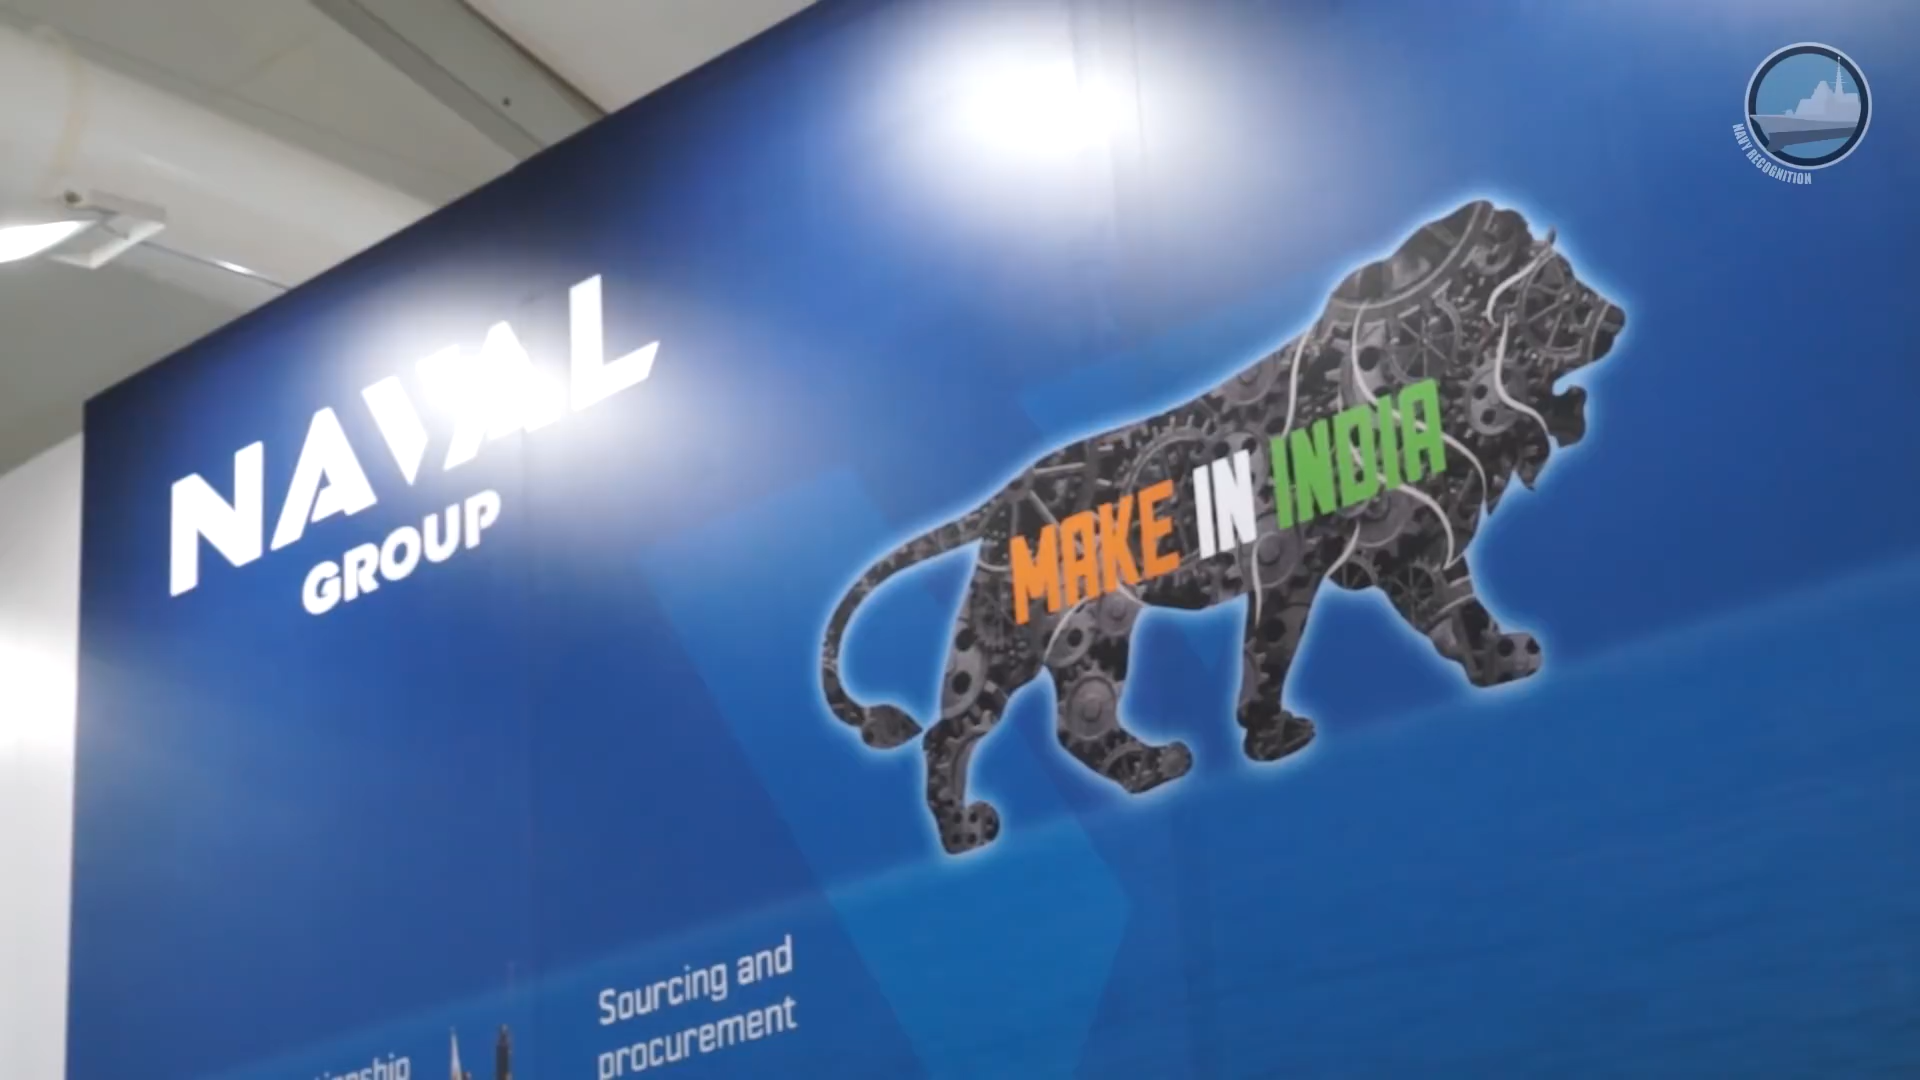 NAVY RECOGNITION
NAVAL
GROUP
MAKE IN INDIA
Sourcing and
procurement